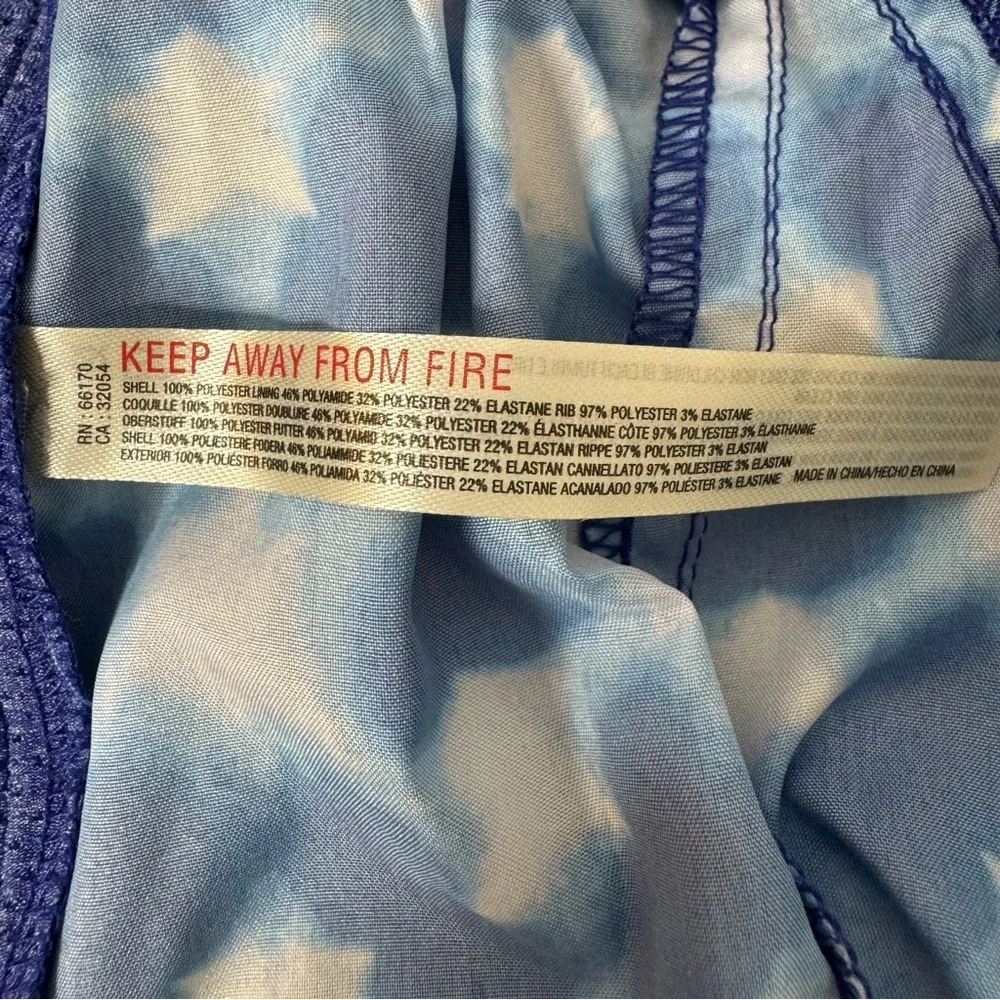 RN 66170
CA : 32054
KEEP AWAY FROM FIRE
SHELL 100% POLYESTER LINING 46% POLYAMIDE 32% POLYESTER 22% ELASTANE RIB 97% POLYESTER 3% ELASTANE
COQUILLE 100% POLYESTER DOUBLURE 46% POLYAMIDE 32% POLYESTER 22% ÉLASTHANNE CÔTE 97% POLYESTER 3% ÉLASTHANNE
OBERSTOFF 100% POLYESTER FUTTER 46% POLYAMID 32% POLYESTER 22% ELASTAN RIPPE 97% POLYESTER 3% ELASTAN
SHELL 100% POLIESTERE FODERA 46% POLIAMMIDE 32% POLIESTERE 22% ELASTAN CANNELLATO 97% POLIESTERE 3% ELASTAN
EXTERIOR 100% POLIÉSTER FORRO 46% POLIAMIDA 32% POLIÉSTER 22% ELASTANE ACANALADO 97% POLIÉSTER 3% ELASTANE MADE IN CHINA/HECHO EN CHINA